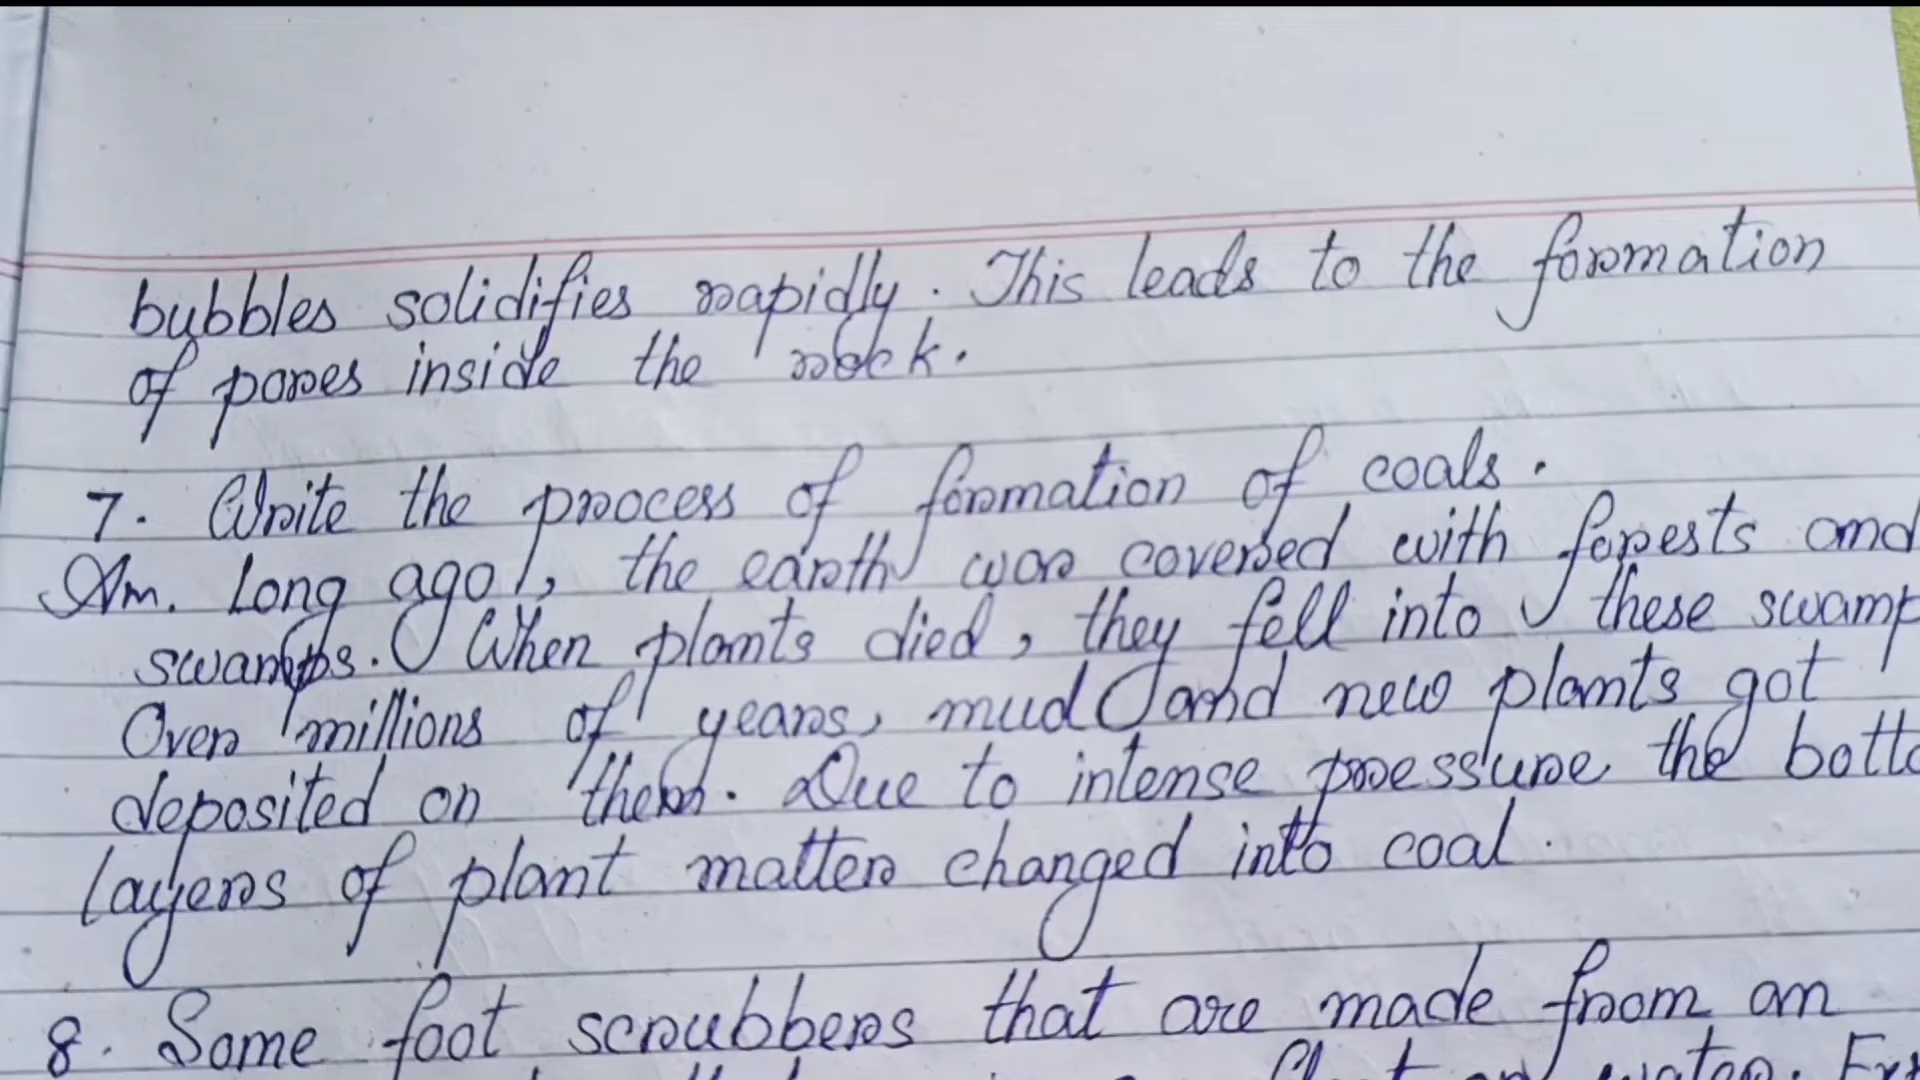 bubbles solidifies rapidly. This leads to the formation
of pores inside the rock.
7. Write the process of formation of coals.
Ans. Long ago, the earth was covered with forests and
swamps. When plants died, they fell into these swamp
Over millions of years, mud and new plants got
deposited on them. Due to intense pressure the botto
layers of plant matter changed into coal.
8. Some foot scrubbers that are made from an
water.